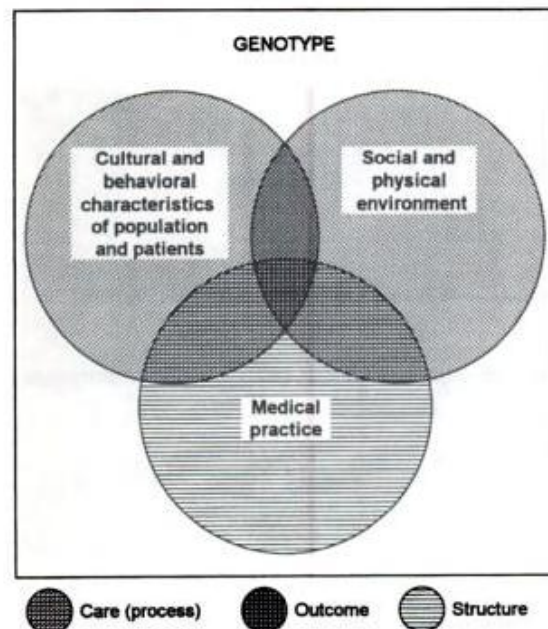 GENOTYPE
Cultural and
behavioral
characteristics
of population
and patients
Social and
physical
environment
Medical
practice
Care (process)
Outcome
Structure